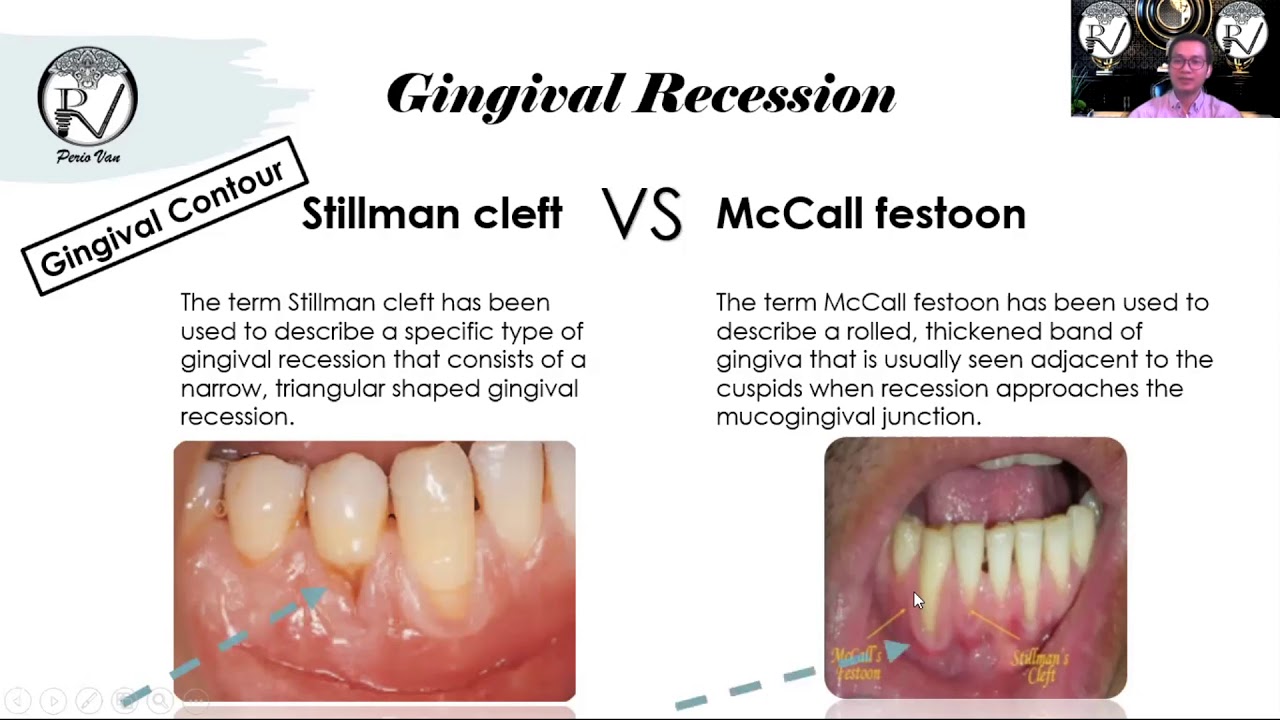 RV
Perio Van
Gingival Recession
Gingival Contour
Stillman cleft VS McCall festoon
The term Stillman cleft has been
used to describe a specific type of
gingival recession that consists of a
narrow, triangular shaped gingival
recession.
The term McCall festoon has been used to
describe a rolled, thickened band of
gingiva that is usually seen adjacent to the
cuspids when recession approaches the
mucogingival junction.
McCall's
Festoon
Stillman's
Cleft
RV
RV